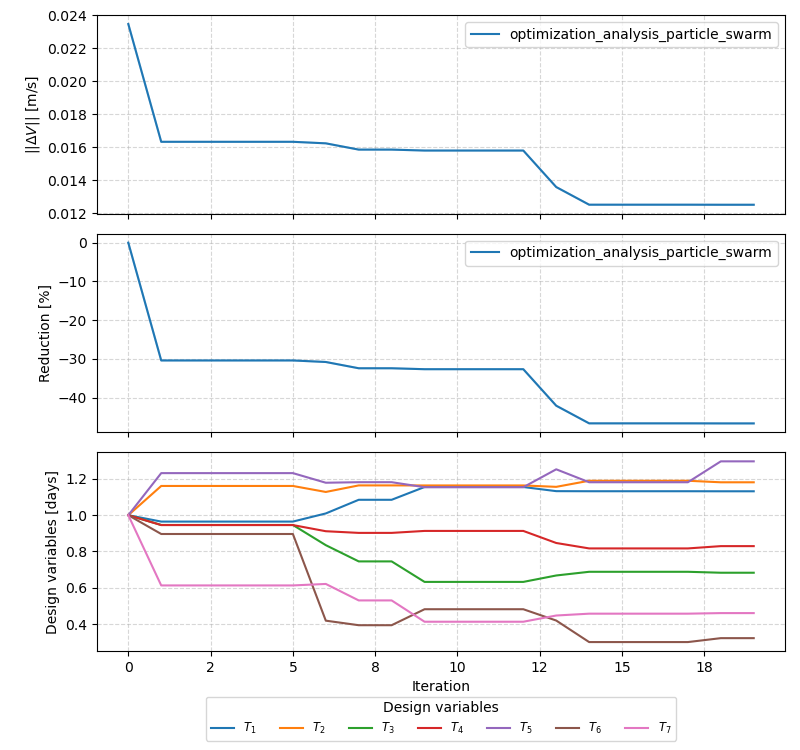 0.024
0.022
0.020
0.018
0.016
0.014
0.012
||ΔV|| [m/s]
optimization_analysis_particle_swarm
0
−10
−20
−30
−40
Reduction [%]
optimization_analysis_particle_swarm
1.2
1.0
0.8
0.6
0.4
Design variables [days]
0 2 5 8 10 12 15 18
Iteration
Design variables
T1 T2 T3 T4 T5 T6 T7